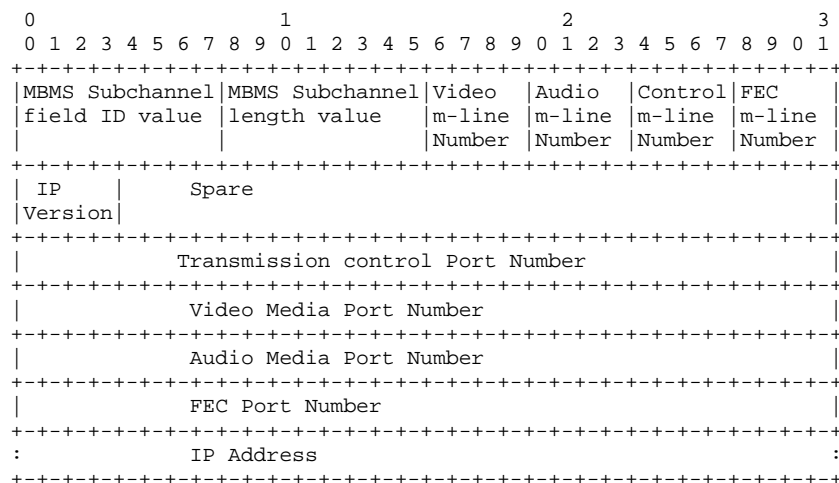 0                   1                   2                   3
 0 1 2 3 4 5 6 7 8 9 0 1 2 3 4 5 6 7 8 9 0 1 2 3 4 5 6 7 8 9 0 1
+-+-+-+-+-+-+-+-+-+-+-+-+-+-+-+-+-+-+-+-+-+-+-+-+-+-+-+-+-+-+-+-+
|MBMS Subchannel|MBMS Subchannel|Video  |Audio  |Control|FEC    |
|field ID value |length value   |m-line |m-line |m-line |m-line |
|               |               |Number |Number |Number |Number |
+-+-+-+-+-+-+-+-+-+-+-+-+-+-+-+-+-+-+-+-+-+-+-+-+-+-+-+-+-+-+-+-+
| IP    |     Spare                                             |
|Version|                                                       |
+-+-+-+-+-+-+-+-+-+-+-+-+-+-+-+-+-+-+-+-+-+-+-+-+-+-+-+-+-+-+-+-+
|            Transmission control Port Number                   |
+-+-+-+-+-+-+-+-+-+-+-+-+-+-+-+-+-+-+-+-+-+-+-+-+-+-+-+-+-+-+-+-+
|             Video Media Port Number                           |
+-+-+-+-+-+-+-+-+-+-+-+-+-+-+-+-+-+-+-+-+-+-+-+-+-+-+-+-+-+-+-+-+
|             Audio Media Port Number                           |
+-+-+-+-+-+-+-+-+-+-+-+-+-+-+-+-+-+-+-+-+-+-+-+-+-+-+-+-+-+-+-+-+
|             FEC Port Number                                   |
+-+-+-+-+-+-+-+-+-+-+-+-+-+-+-+-+-+-+-+-+-+-+-+-+-+-+-+-+-+-+-+-+
:             IP Address                                        :
+-+-+-+-+-+-+-+-+-+-+-+-+-+-+-+-+-+-+-+-+-+-+-+-+-+-+-+-+-+-+-+-+